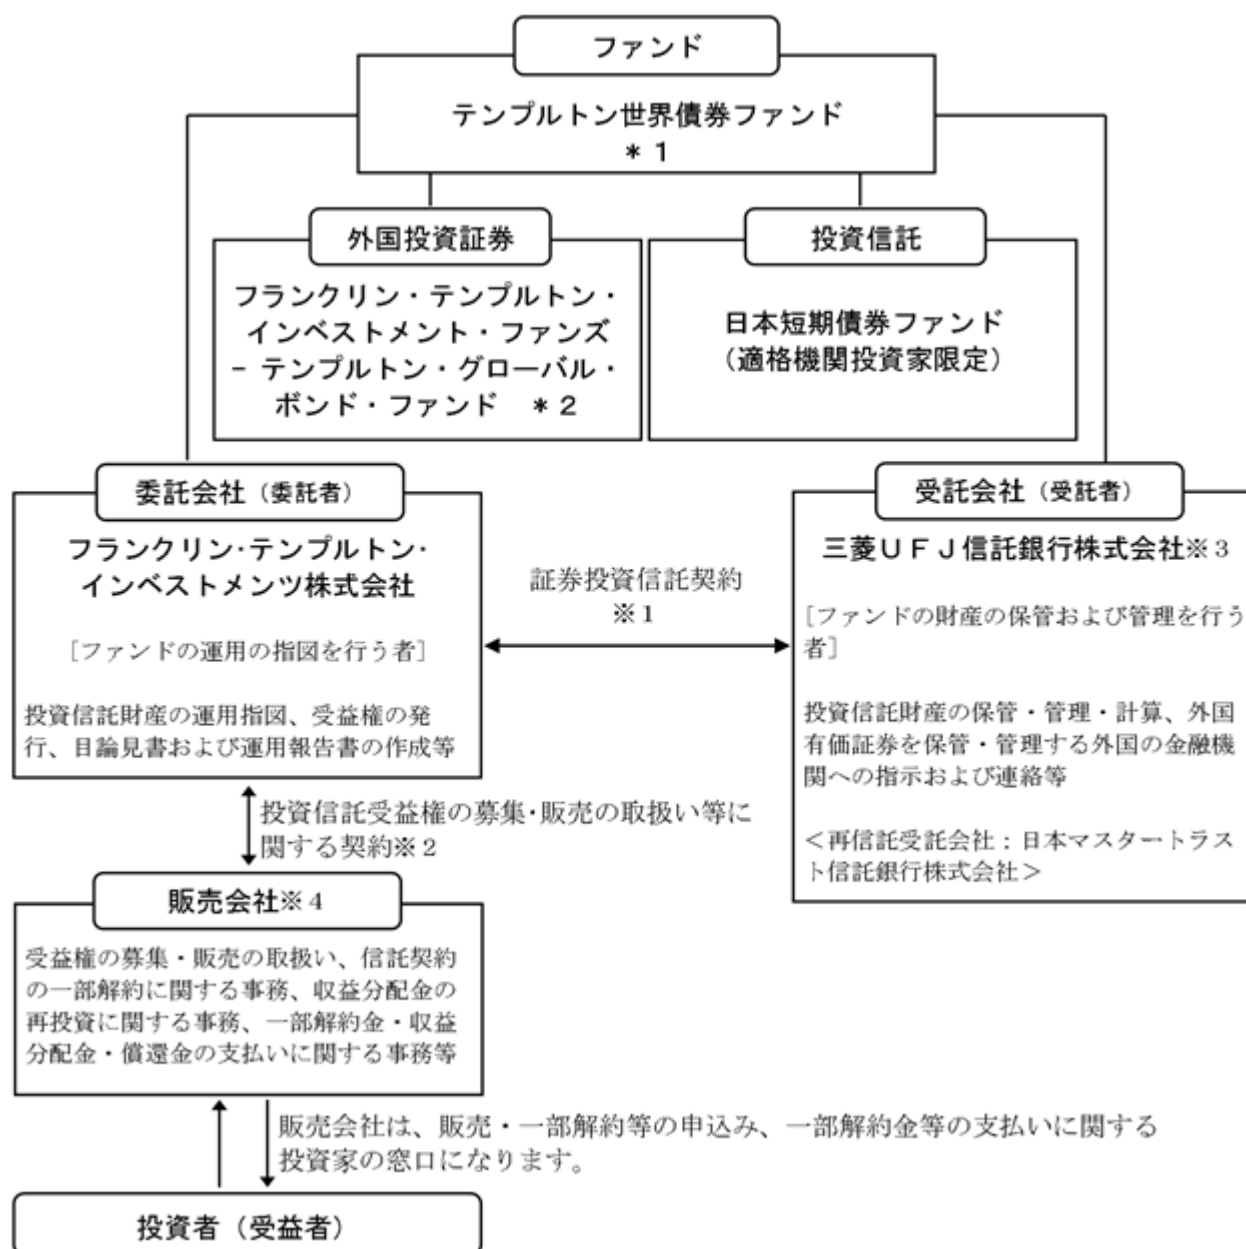 ファンド
テンプルトン世界債券ファンド
＊１
外国投資証券
フランクリン・テンプルトン・
インベストメント・ファンズ
－テンプルトン・グローバル・
ボンド・ファンド　＊２
投資信託
日本短期債券ファンド
（適格機関投資家限定）
委託会社（委託者）
フランクリン･テンプルトン･
インベストメンツ株式会社
［ファンドの運用の指図を行う者］
投資信託財産の運用指図、受益権の発
行、目論見書および運用報告書の作成等
証券投資信託契約
※１
受託会社（受託者）
三菱ＵＦＪ信託銀行株式会社※３
［ファンドの財産の保管および管理を行う
者］
投資信託財産の保管・管理・計算、外国
有価証券を保管・管理する外国の金融機
関への指示および連絡等
＜再信託受託会社：日本マスタートラス
ト信託銀行株式会社＞
投資信託受益権の募集･販売の取扱い等に
関する契約※２
販売会社※４
受益権の募集・販売の取扱い、信託契約
の一部解約に関する事務、収益分配金の
再投資に関する事務、一部解約金・収益
分配金・償還金の支払いに関する事務等
販売会社は、販売・一部解約等の申込み、一部解約金等の支払いに関する
投資家の窓口になります。
投資者（受益者）